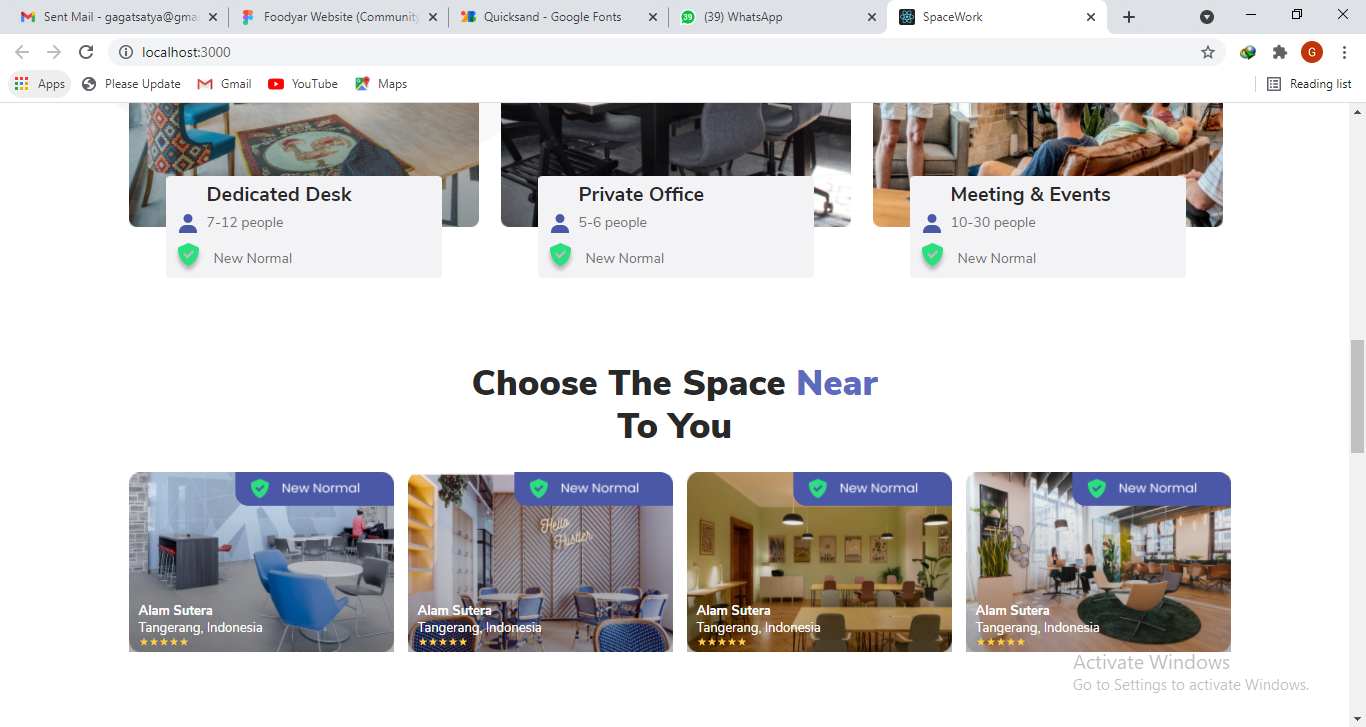 Sent Mail - gagatsatya@gma
Foodyar Website (Community
Quicksand - Google Fonts
39
(39) WhatsApp
SpaceWork
localhost:3000
G
Apps
Please Update
Gmail
YouTube
Maps
Reading list
Dedicated Desk
7-12 people
New Normal
Private Office
5-6 people
New Normal
Meeting & Events
10-30 people
New Normal
Choose The Space Near
To You
New Normal
Alam Sutera
Tangerang, Indonesia
New Normal
Hello
Hustler
Alam Sutera
Tangerang, Indonesia
New Normal
Alam Sutera
Tangerang, Indonesia
New Normal
Alam Sutera
Tangerang, Indonesia
Activate Windows
Go to Settings to activate Windows.